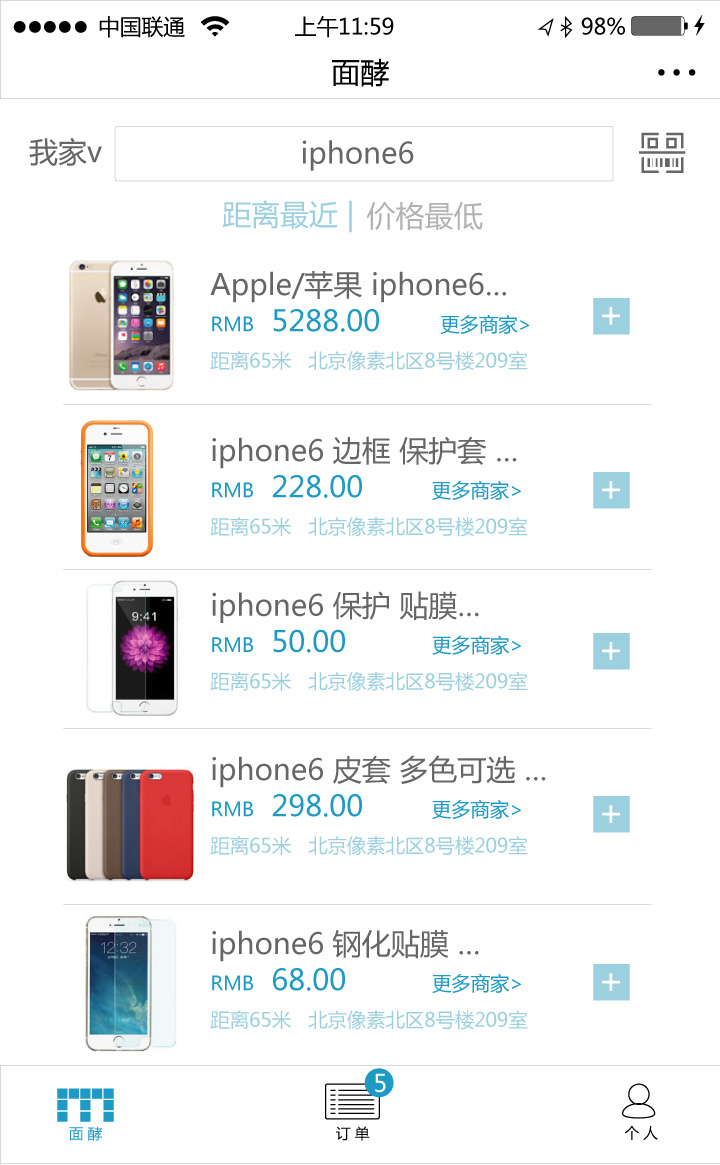 中国联通 上午11:59 98%
面酵
我家v iphone6
距离最近 | 价格最低
Apple/苹果 iphone6...
RMB 5288.00 更多商家>
距离65米 北京像素北区8号楼209室
iphone6 边框 保护套 ...
RMB 228.00 更多商家>
距离65米 北京像素北区8号楼209室
9:41
iphone6 保护 贴膜...
RMB 50.00 更多商家>
距离65米 北京像素北区8号楼209室
iphone6 皮套 多色可选 ...
RMB 298.00 更多商家>
距离65米 北京像素北区8号楼209室
12:32
iphone6 钢化贴膜 ...
RMB 68.00 更多商家>
距离65米 北京像素北区8号楼209室
5
面酵 订单 个人